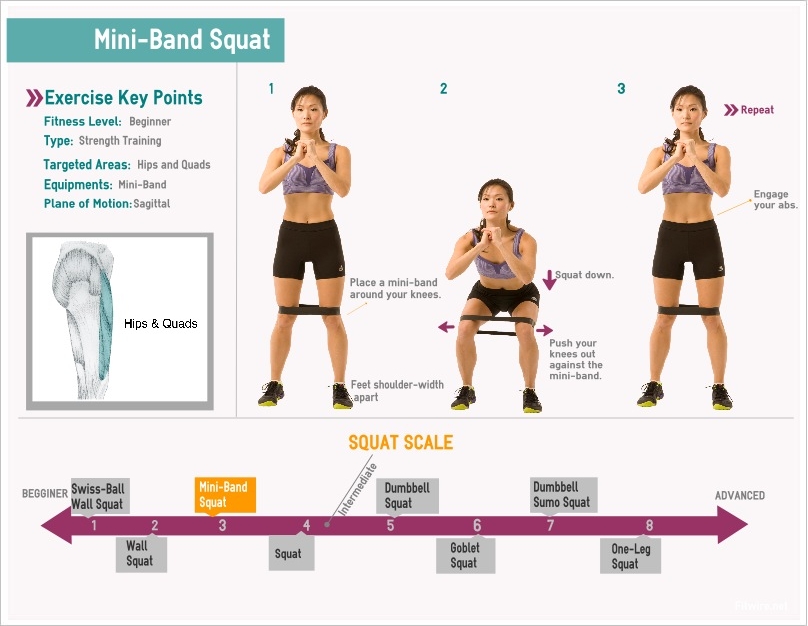 Mini-Band Squat
Exercise Key Points
Fitness Level: Beginner
Type: Strength Training
Targeted Areas: Hips and Quads
Equipments: Mini-Band
Plane of Motion: Sagittal
Hips & Quads
1
Place a mini-band
around your knees.
Feet shoulder-width
apart
2
Squat down.
Push your
knees out
against the
mini-band.
3
Repeat
Engage
your abs.
SQUAT SCALE
BEGGINER
Intermediate
ADVANCED
Swiss-Ball
Wall Squat
Mini-Band
Squat
Dumbbell
Squat
Dumbbell
Sumo Squat
1 2 3 4 5 6 7 8
Wall
Squat
Squat
Goblet
Squat
One-Leg
Squat